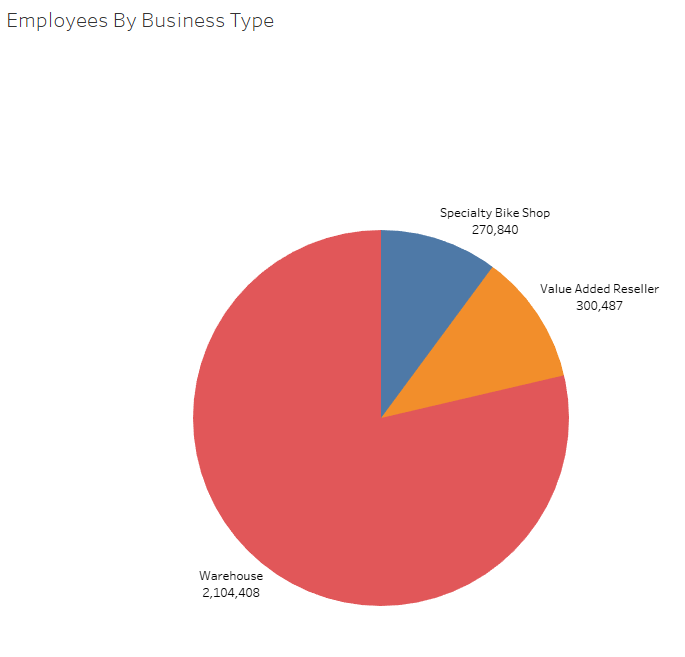 Employees By Business Type
Specialty Bike Shop
270,840
Value Added Reseller
300,487
Warehouse
2,104,408